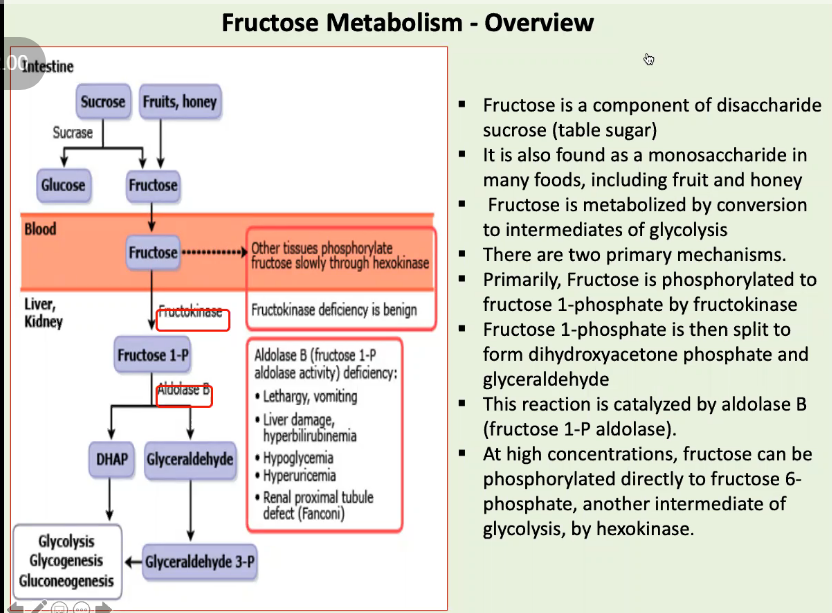 Fructose Metabolism - Overview
.00
Intestine
Sucrose
Fruits, honey
Sucrase
Glucose
Fructose
Blood
Fructose
Other tissues phosphorylate
fructose slowly through hexokinase
Liver,
Kidney
Fructokinase
Fructokinase deficiency is benign
Fructose 1-P
Aldolase B
Aldolase B (fructose 1-P
aldolase activity) deficiency:
• Lethargy, vomiting
• Liver damage,
hyperbilirubinemia
• Hypoglycemia
• Hyperuricemia
• Renal proximal tubule
defect (Fanconi)
DHAP
Glyceraldehyde
Glycolysis
Glycogenesis
Gluconeogenesis
Glyceraldehyde 3-P
▪ Fructose is a component of disaccharide
sucrose (table sugar)
▪ It is also found as a monosaccharide in
many foods, including fruit and honey
▪ Fructose is metabolized by conversion
to intermediates of glycolysis
▪ There are two primary mechanisms.
▪ Primarily, Fructose is phosphorylated to
fructose 1-phosphate by fructokinase
▪ Fructose 1-phosphate is then split to
form dihydroxyacetone phosphate and
glyceraldehyde
▪ This reaction is catalyzed by aldolase B
(fructose 1-P aldolase).
▪ At high concentrations, fructose can be
phosphorylated directly to fructose 6-
phosphate, another intermediate of
glycolysis, by hexokinase.